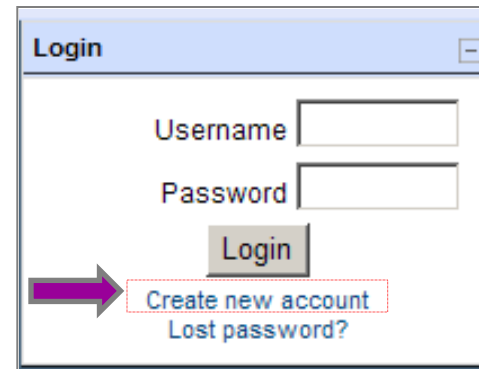 Login
Username
Password
Login
Create new account
Lost password?